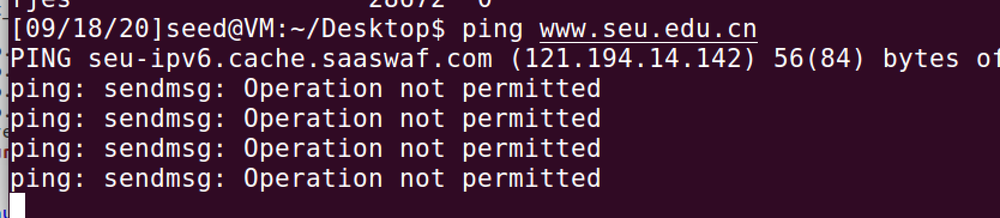 [09/18/20]seed@VM:~/Desktop$ ping www.seu.edu.cn
PING seu-ipv6.cache.saaswaf.com (121.194.14.142) 56(84) bytes of
ping: sendmsg: Operation not permitted
ping: sendmsg: Operation not permitted
ping: sendmsg: Operation not permitted
ping: sendmsg: Operation not permitted